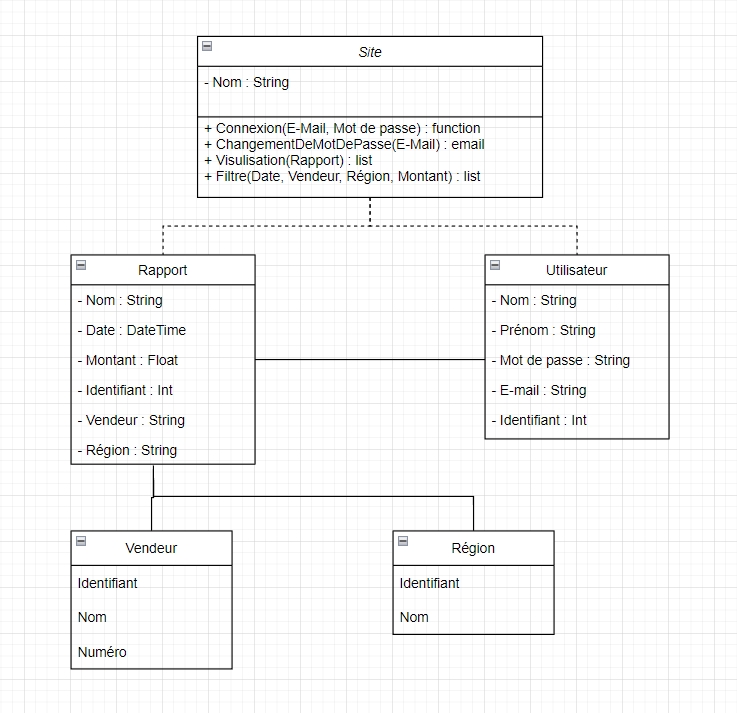 Site
- Nom : String
+ Connexion(E-Mail, Mot de passe) : function
+ ChangementDeMotDePasse(E-Mail) : email
+ Visulisation(Rapport) : list
+ Filtre(Date, Vendeur, Région, Montant) : list
Rapport
- Nom : String
- Date : DateTime
- Montant : Float
- Identifiant : Int
- Vendeur : String
- Région : String
Utilisateur
- Nom : String
- Prénom : String
- Mot de passe : String
- E-mail : String
- Identifiant : Int
Vendeur
Identifiant
Nom
Numéro
Région
Identifiant
Nom